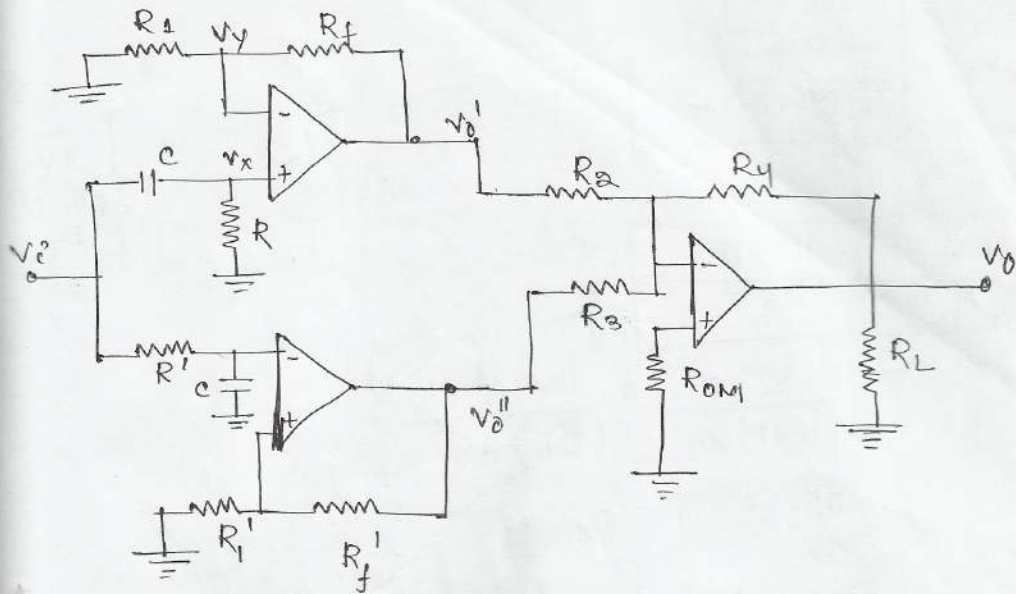 R1 Vy Rf
-
C Vx + Vo'
R
R2 R4
Vi
- Vo
R3 +
ROM
RL
R' -
C Vo''
+
R1' Rf'